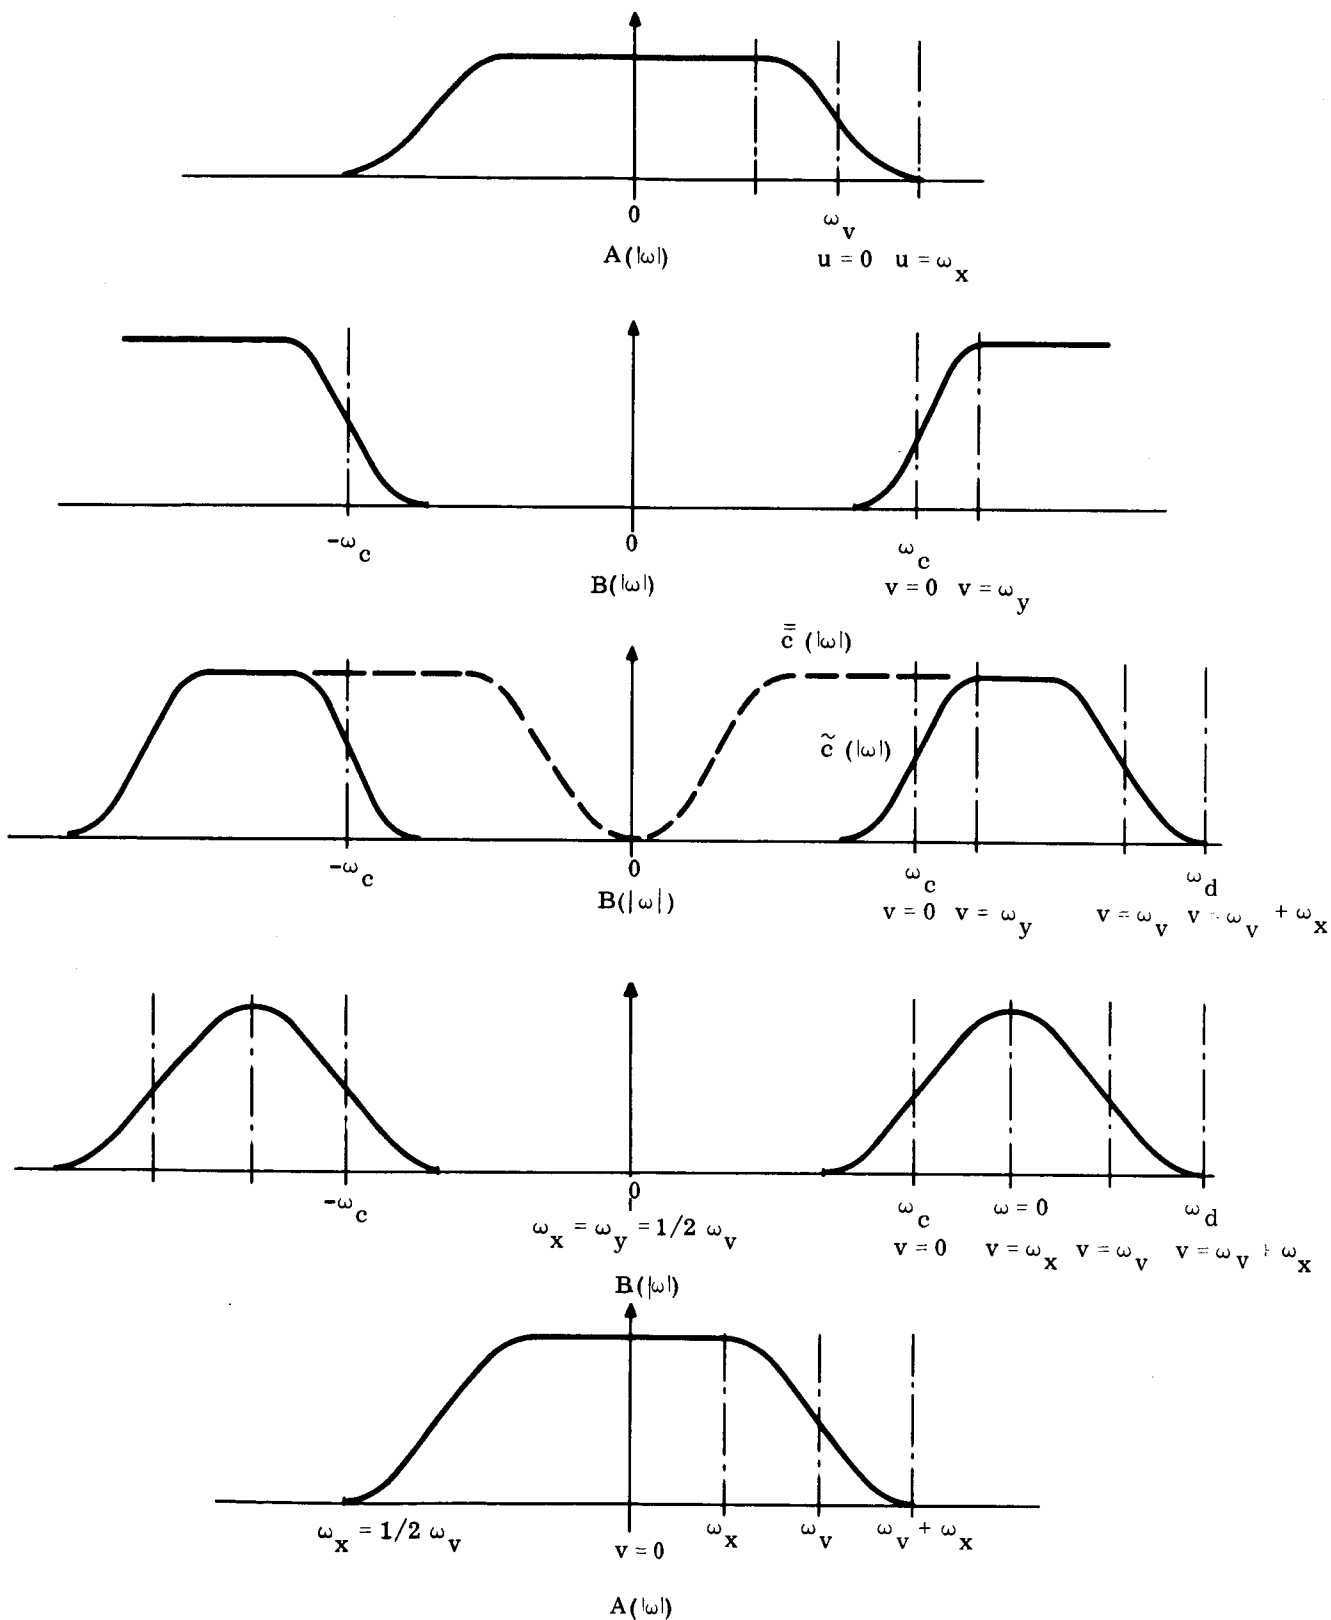 0
ω_v
A(|ω|)
u = 0 u = ω_x
-ω_c
0
ω_c
B(|ω|)
v = 0 v = ω_y
c̿ (|ω|)
c̃ (|ω|)
-ω_c
0
ω_c
ω_d
B(|ω|)
v = 0 v = ω_y v = ω_v v = ω_v + ω_x
-ω_c
0
ω_c
ω = 0
ω_d
ω_x = ω_y = 1/2 ω_v
v = 0 v = ω_x v = ω_v v = ω_v + ω_x
B(|ω|)
ω_x = 1/2 ω_v
v = 0
ω_x
ω_v
ω_v + ω_x
A(|ω|)